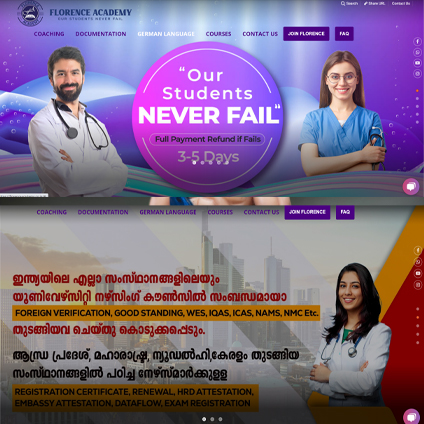 Search Share URL Contact Us
FLORENCE ACADEMY
OUR STUDENTS NEVER FAIL
COACHING DOCUMENTATION GERMAN LANGUAGE COURSES CONTACT US JOIN FLORENCE FAQ
“Our
Students
NEVER FAIL“
Full Payment Refund if Fails
3-5 Days
COACHING DOCUMENTATION GERMAN LANGUAGE COURSES CONTACT US JOIN FLORENCE FAQ
ഇന്ത്യയിലെ എല്ലാ സംസ്ഥാനങ്ങളിലെയും
യൂണിവേഴ്സിറ്റി നഴ്സിംഗ് കൗൺസിൽ സംബന്ധമായാ
FOREIGN VERIFICATION, GOOD STANDING, WES, IQAS, ICAS, NAMS, NMC Etc.
തുടങ്ങിയവ ചെയ്തു കൊടുക്കപ്പെടും.
ആന്ധ്ര പ്രദേശ്, മഹാരാഷ്ട്ര, ന്യൂഡൽഹി,കേരളം തുടങ്ങിയ
സംസ്ഥാനങ്ങളിൽ പഠിച്ച നേഴ്സ്മാർക്കുളള
REGISTRATION CERTIFICATE, RENEWAL, HRD ATTESTATION,
EMBASSY ATTESTATION, DATAFLOW, EXAM REGISTRATION